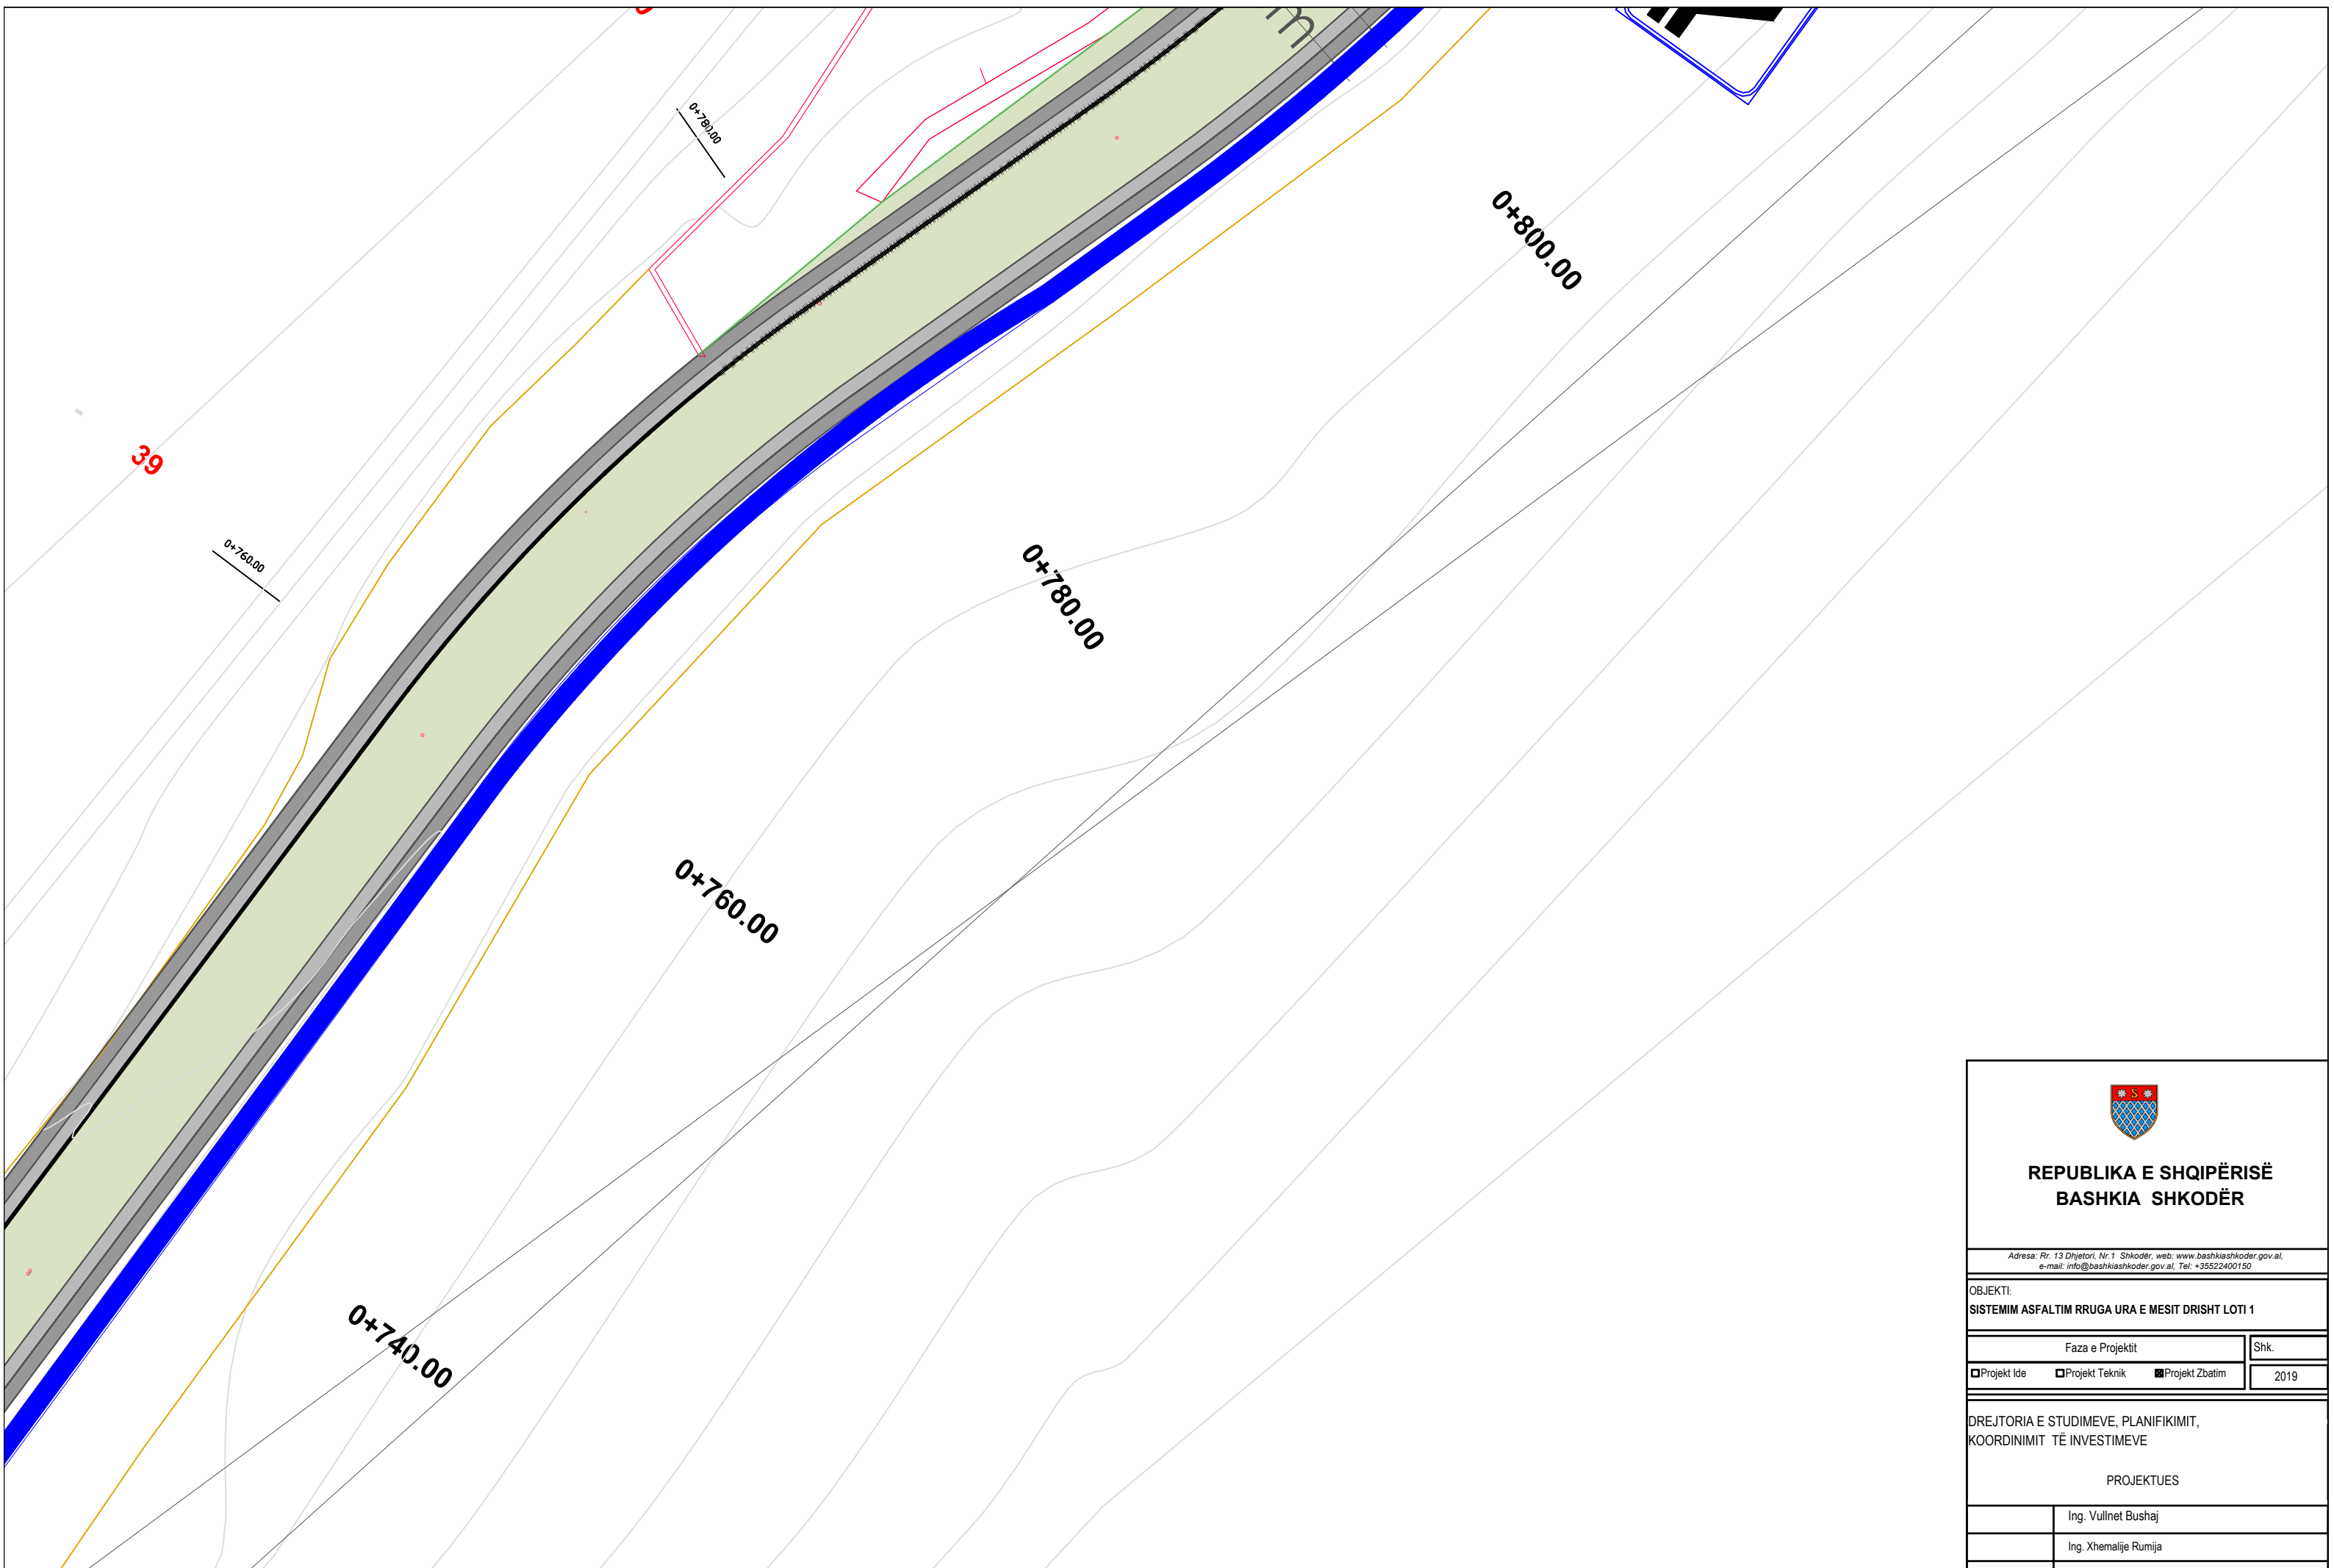 m
0+780.00
0+800.00
39
0+760.00
0+780.00
0+760.00
0+740.00
S
REPUBLIKA E SHQIPËRISË
BASHKIA SHKODËR
Adresa: Rr. 13 Dhjetori, Nr.1 Shkodër, web: www.bashkiashkoder.gov.al,
e-mail: info@bashkiashkoder.gov.al, Tel: +35522400150
OBJEKTI:
SISTEMIM ASFALTIM RRUGA URA E MESIT DRISHT LOTI 1
Faza e Projektit
Shk.
Projekt Ide
Projekt Teknik
Projekt Zbatim
2019
DREJTORIA E STUDIMEVE, PLANIFIKIMIT,
KOORDINIMIT TË INVESTIMEVE
PROJEKTUES
Ing. Vullnet Bushaj
Ing. Xhemalije Rumija